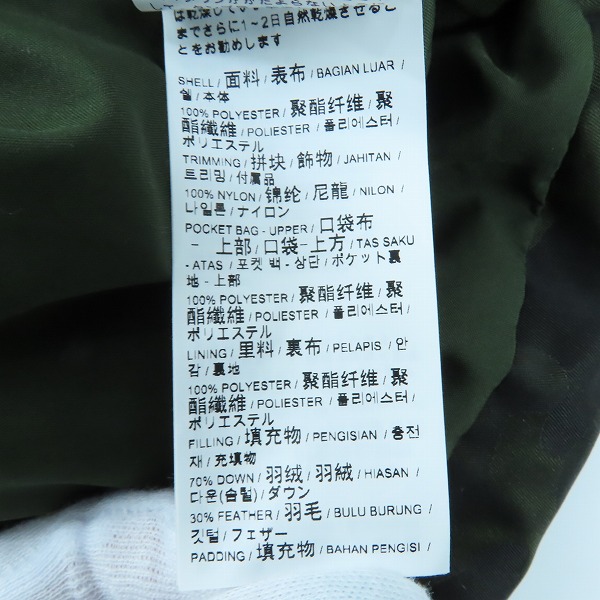 は乾燥しているこ
までさらに1～2日自然乾燥させるこ
とをお勧めします
SHELL / 面料 / 表布 / BAGIAN LUAR /
쉘 / 本体
100% POLYESTER / 聚酯纤维 / 聚
酯纖維 / POLIESTER / 폴리에스터 /
ポリエステル
TRIMMING / 拼块 / 飾物 / JAHITAN /
트리밍 / 付属品
100% NYLON / 锦纶 / 尼龍 / NILON /
나일론 / ナイロン
POCKET BAG - UPPER / 口袋布
- 上部 / 口袋-上方 / TAS SAKU
- ATAS / 포켓 백 - 상단 / ポケット裏
地 - 上部
100% POLYESTER / 聚酯纤维 / 聚
酯纖維 / POLIESTER / 폴리에스터 /
ポリエステル
LINING / 里料 / 裏布 / PELAPIS / 안
감 / 裏地
100% POLYESTER / 聚酯纤维 / 聚
酯纖維 / POLIESTER / 폴리에스터 /
ポリエステル
FILLING / 填充物 / PENGISIAN / 충전
재 / 充填物
70% DOWN / 羽绒 / 羽絨 / HIASAN /
다운(솜털) / ダウン
30% FEATHER / 羽毛 / BULU BURUNG /
깃털 / フェザー
PADDING / 填充物 / BAHAN PENGISI /